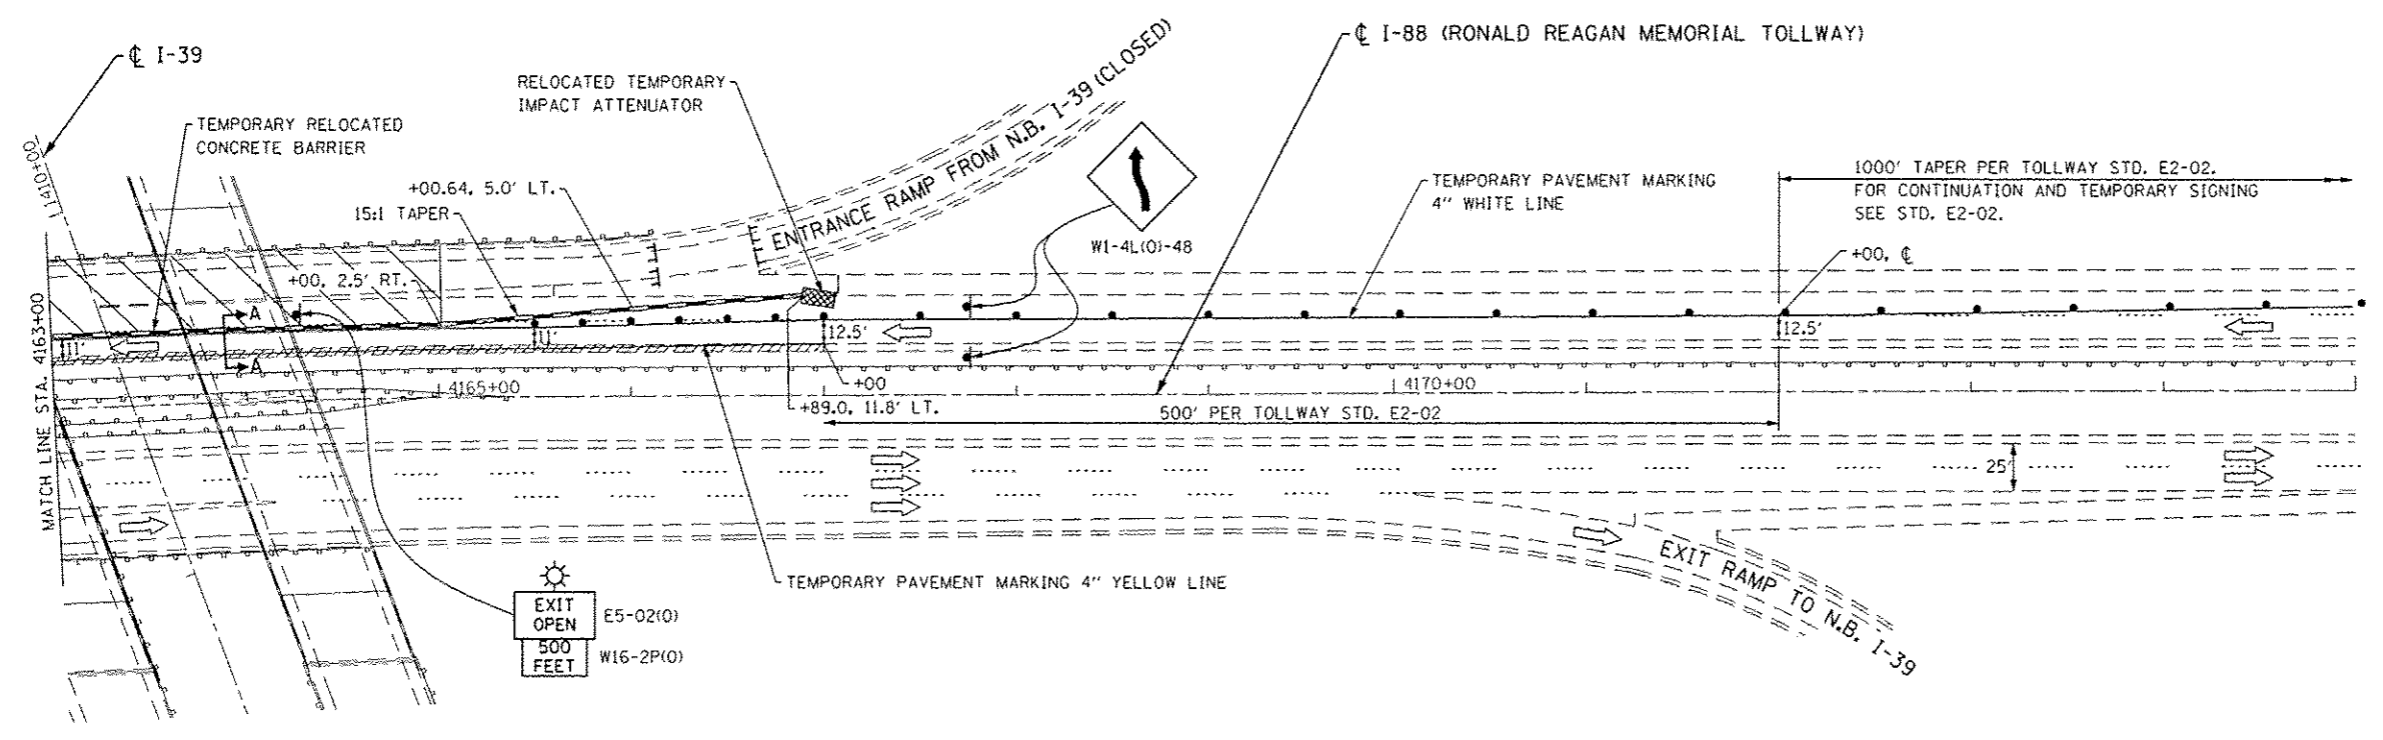 ℄ I-39
RELOCATED TEMPORARY
IMPACT ATTENUATOR
TEMPORARY RELOCATED
CONCRETE BARRIER
1410+00
+00.64, 5.0' LT.
15:1 TAPER
+00, 2.5' RT.
ENTRANCE RAMP FROM N.B. I-39 (CLOSED)
W1-4L(O)-48
℄ I-88 (RONALD REAGAN MEMORIAL TOLLWAY)
TEMPORARY PAVEMENT MARKING
4" WHITE LINE
1000' TAPER PER TOLLWAY STD. E2-02.
FOR CONTINUATION AND TEMPORARY SIGNING
SEE STD. E2-02.
+00, ℄
MATCH LINE STA. 4163+00
A
A
11'
11'
12.5'
12.5'
4165+00
+00
4170+00
+89.0, 11.8' LT.
500' PER TOLLWAY STD. E2-02
25'
TEMPORARY PAVEMENT MARKING 4" YELLOW LINE
EXIT RAMP TO N.B. I-39
EXIT
OPEN
E5-02(O)
500
FEET
W16-2P(O)